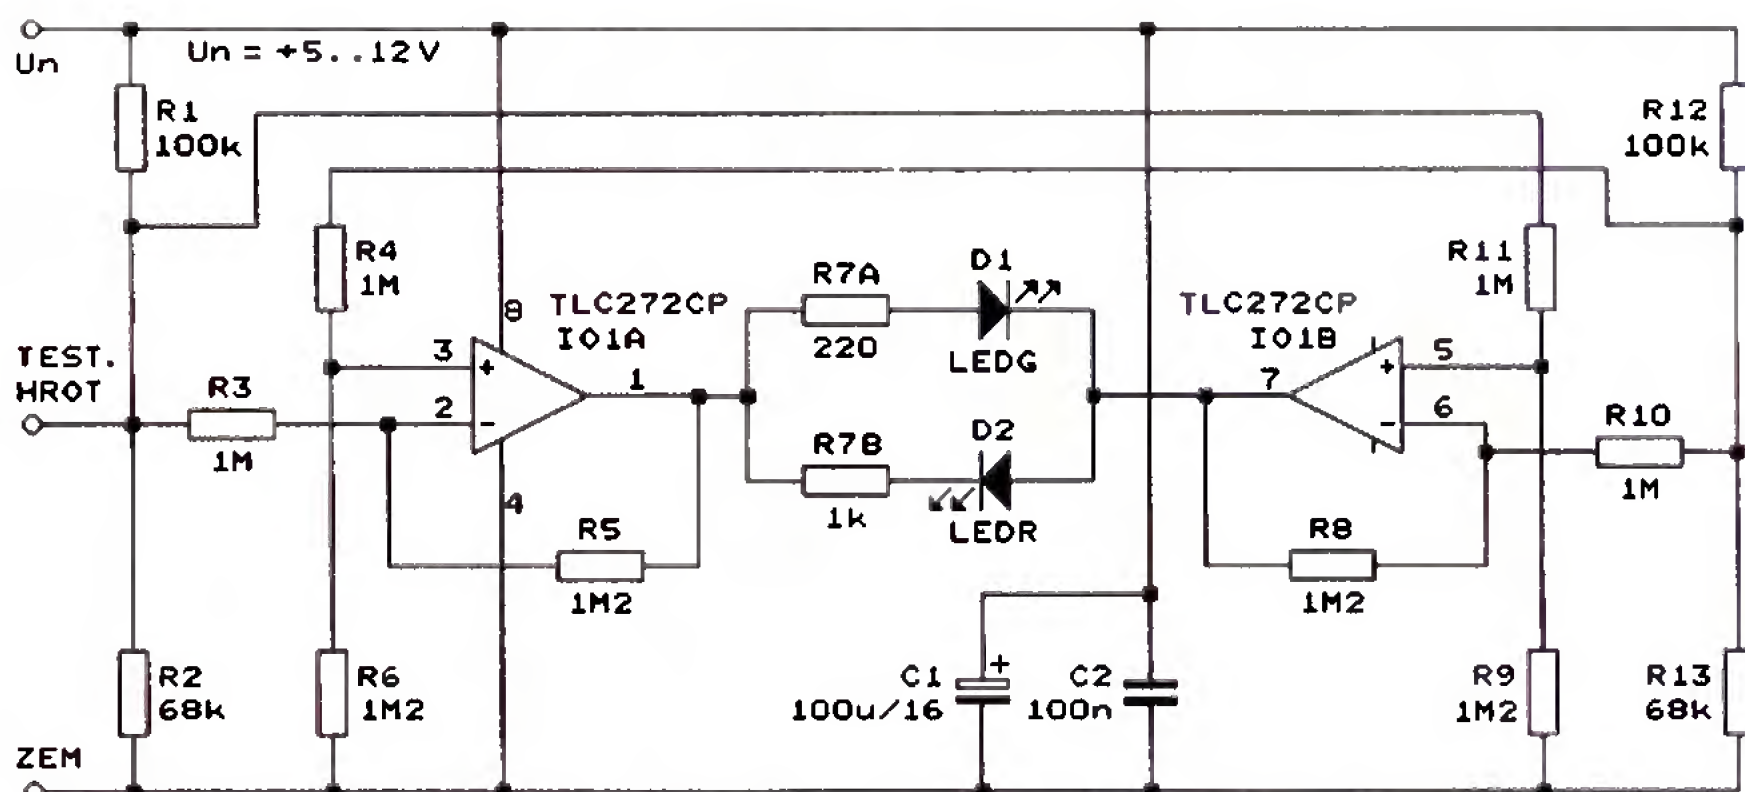 Un
Un = +5..12V
R1
100k
R12
100k
R4
1M
R11
1M
8
TLC272CP
IO1A
R7A
220
D1
LEDG
TLC272CP
IO1B
TEST.
HROT
R3
1M
3
+
2
-
1
7
5
+
6
-
R10
1M
R7B
1k
D2
LEDR
4
R5
1M2
R8
1M2
R2
68k
R6
1M2
C1
100u/16
+
C2
100n
R9
1M2
R13
68k
ZEM